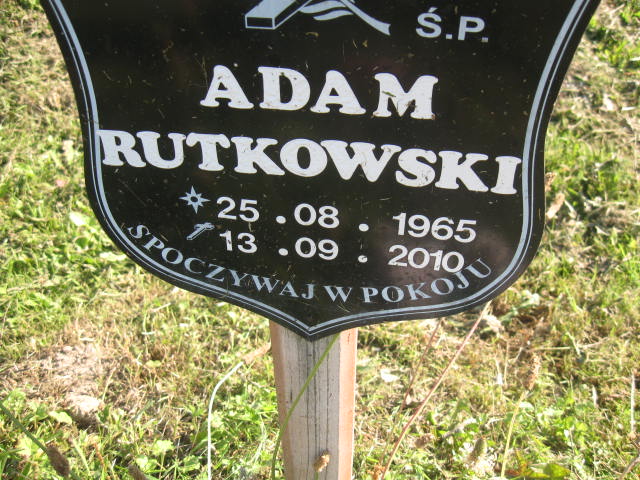 Ś.P.
ADAM
RUTKOWSKI
25.08.1965
13.09.2010
SPOCZYWAJ W POKOJU